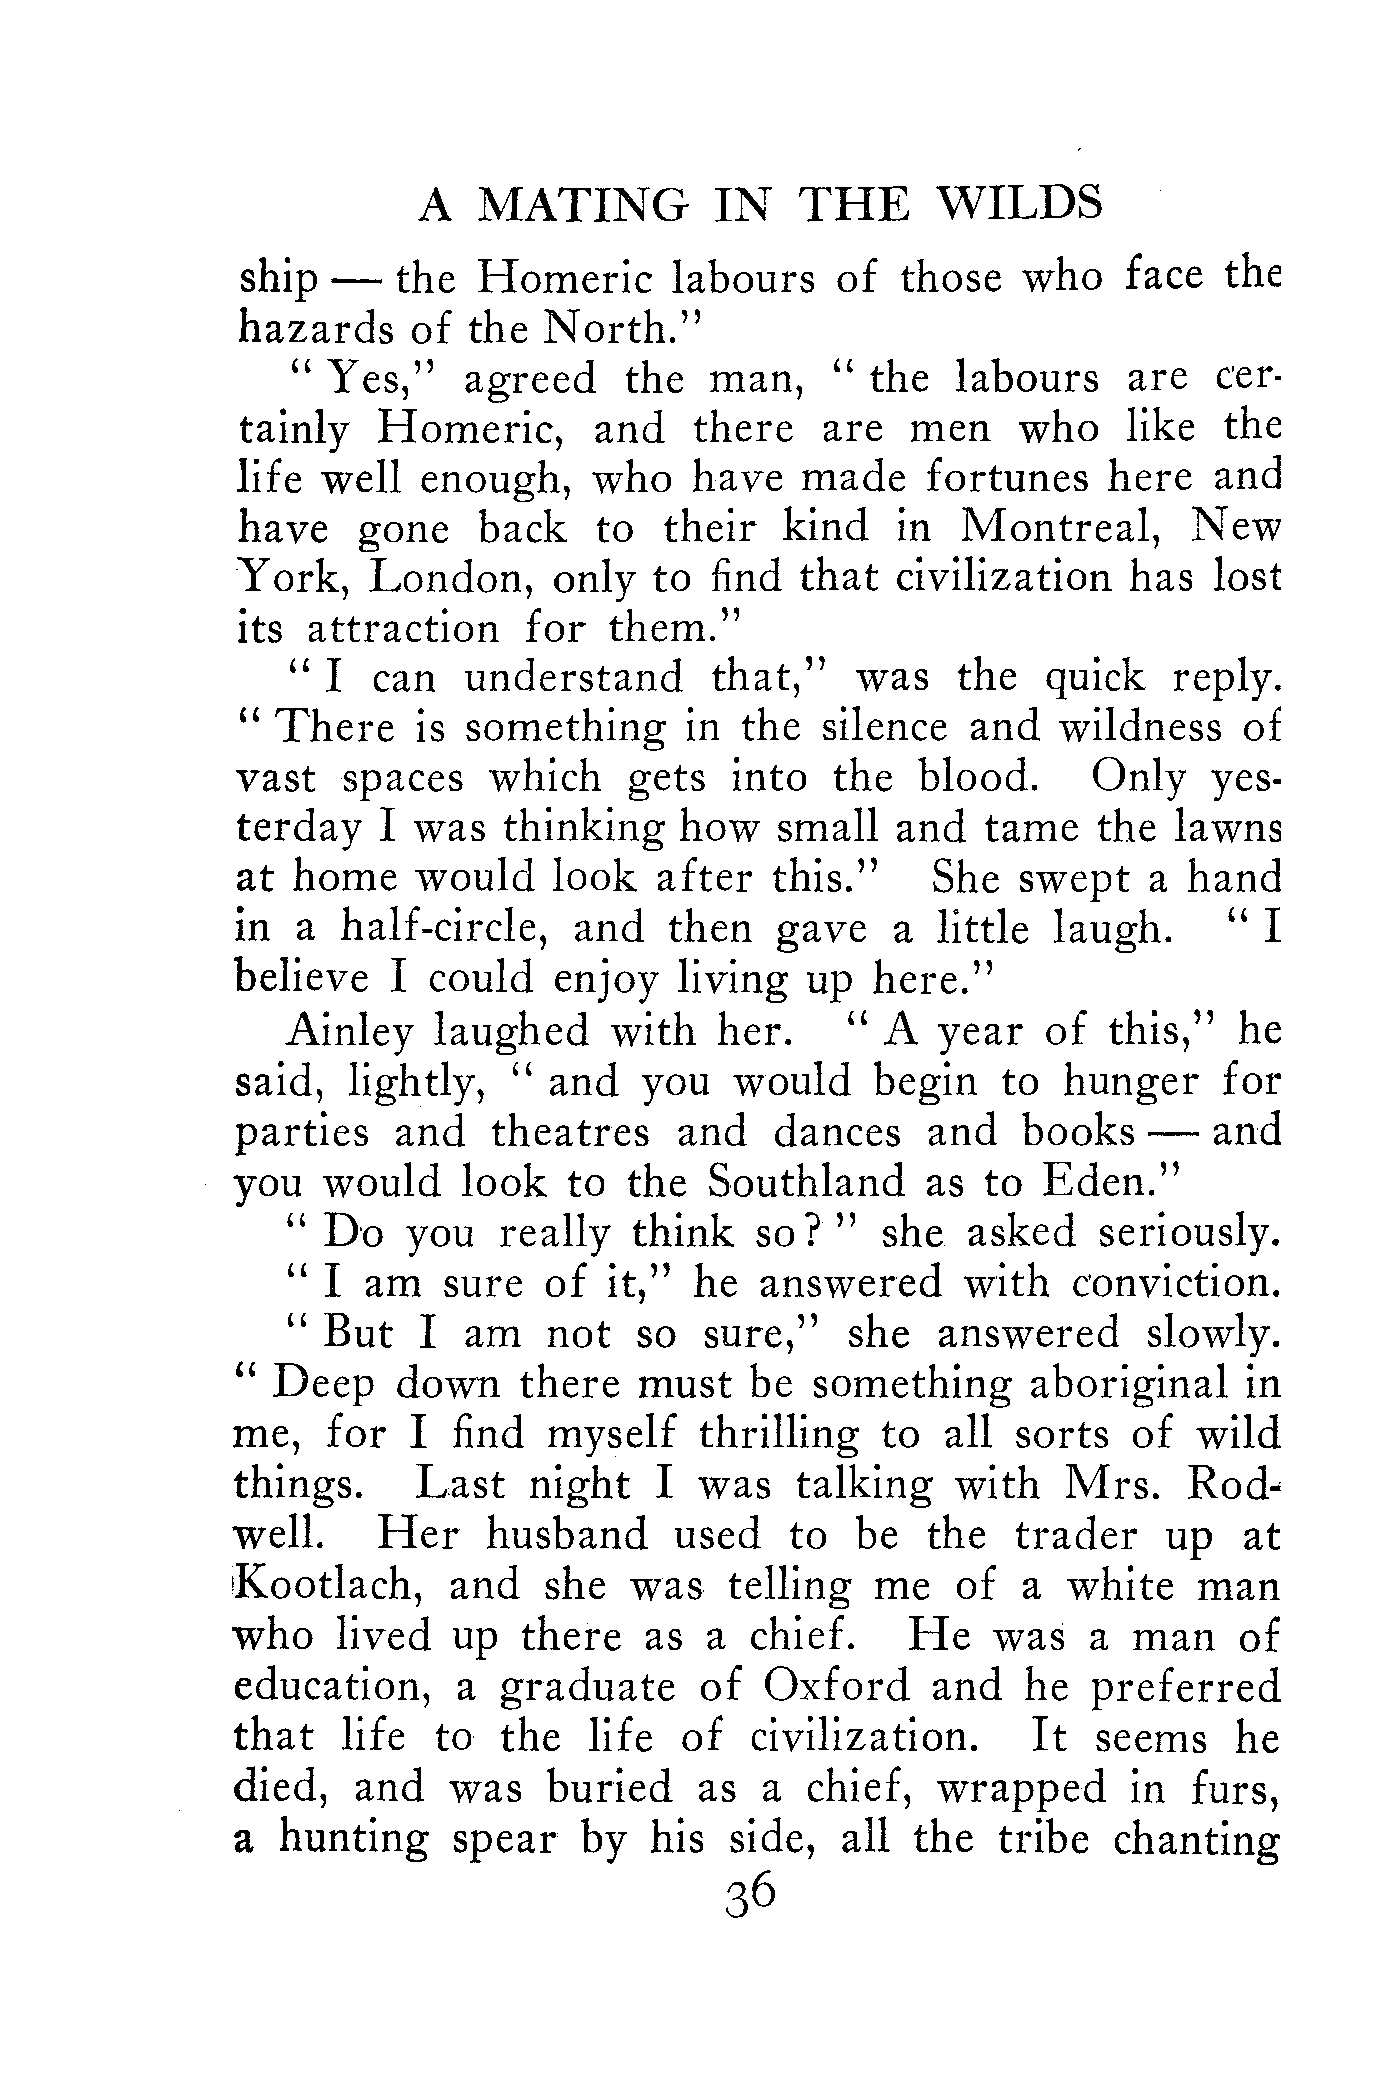 A MATING IN THE WILDS
ship — the Homeric labours of those who face the
hazards of the North."
" Yes," agreed the man, " the labours are cer-
tainly Homeric, and there are men who like the
life well enough, who have made fortunes here and
have gone back to their kind in Montreal, New
York, London, only to find that civilization has lost
its attraction for them."
" I can understand that," was the quick reply.
" There is something in the silence and wildness of
vast spaces which gets into the blood. Only yes-
terday I was thinking how small and tame the lawns
at home would look after this." She swept a hand
in a half-circle, and then gave a little laugh. " I
believe I could enjoy living up here."
Ainley laughed with her. " A year of this," he
said, lightly, " and you would begin to hunger for
parties and theatres and dances and books — and
you would look to the Southland as to Eden."
" Do you really think so? " she asked seriously.
" I am sure of it," he answered with conviction.
" But I am not so sure," she answered slowly.
" Deep down there must be something aboriginal in
me, for I find myself thrilling to all sorts of wild
things. Last night I was talking with Mrs. Rod-
well. Her husband used to be the trader up at
Kootlach, and she was telling me of a white man
who lived up there as a chief. He was a man of
education, a graduate of Oxford and he preferred
that life to the life of civilization. It seems he
died, and was buried as a chief, wrapped in furs,
a hunting spear by his side, all the tribe chanting
36